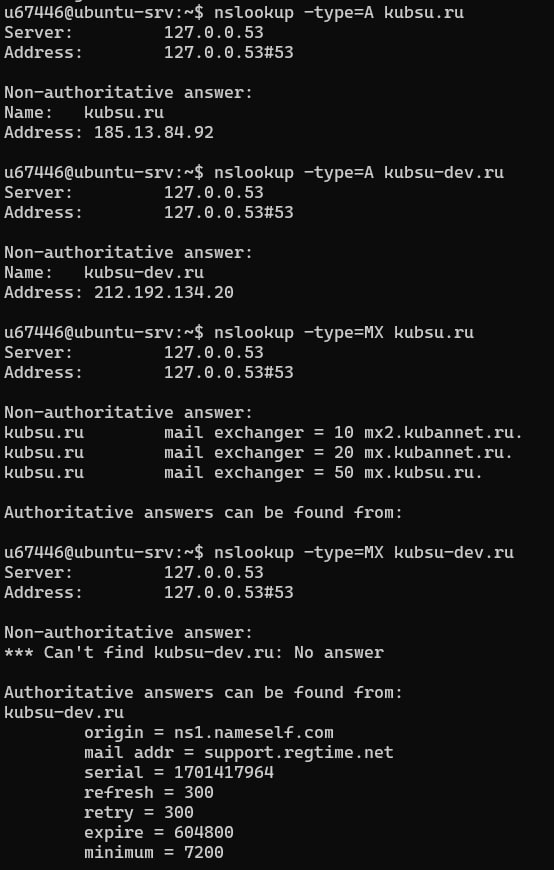 u67446@ubuntu-srv:~$ nslookup -type=A kubsu.ru
Server:         127.0.0.53
Address:        127.0.0.53#53

Non-authoritative answer:
Name:   kubsu.ru
Address: 185.13.84.92

u67446@ubuntu-srv:~$ nslookup -type=A kubsu-dev.ru
Server:         127.0.0.53
Address:        127.0.0.53#53

Non-authoritative answer:
Name:   kubsu-dev.ru
Address: 212.192.134.20

u67446@ubuntu-srv:~$ nslookup -type=MX kubsu.ru
Server:         127.0.0.53
Address:        127.0.0.53#53

Non-authoritative answer:
kubsu.ru        mail exchanger = 10 mx2.kubannet.ru.
kubsu.ru        mail exchanger = 20 mx.kubannet.ru.
kubsu.ru        mail exchanger = 50 mx.kubsu.ru.

Authoritative answers can be found from:

u67446@ubuntu-srv:~$ nslookup -type=MX kubsu-dev.ru
Server:         127.0.0.53
Address:        127.0.0.53#53

Non-authoritative answer:
*** Can't find kubsu-dev.ru: No answer

Authoritative answers can be found from:
kubsu-dev.ru
        origin = ns1.nameself.com
        mail addr = support.regtime.net
        serial = 1701417964
        refresh = 300
        retry = 300
        expire = 604800
        minimum = 7200